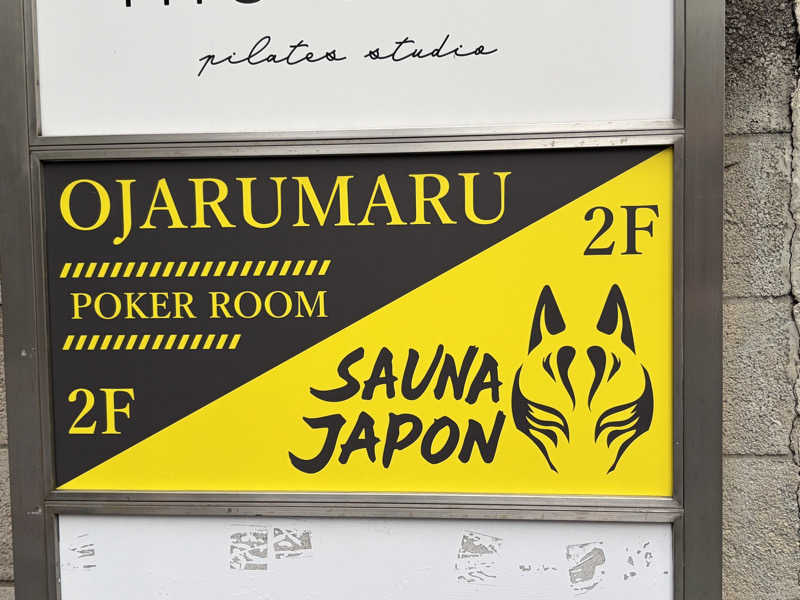 pilates studio
OJARUMARU
POKER ROOM
2F
2F
SAUNA
JAPON